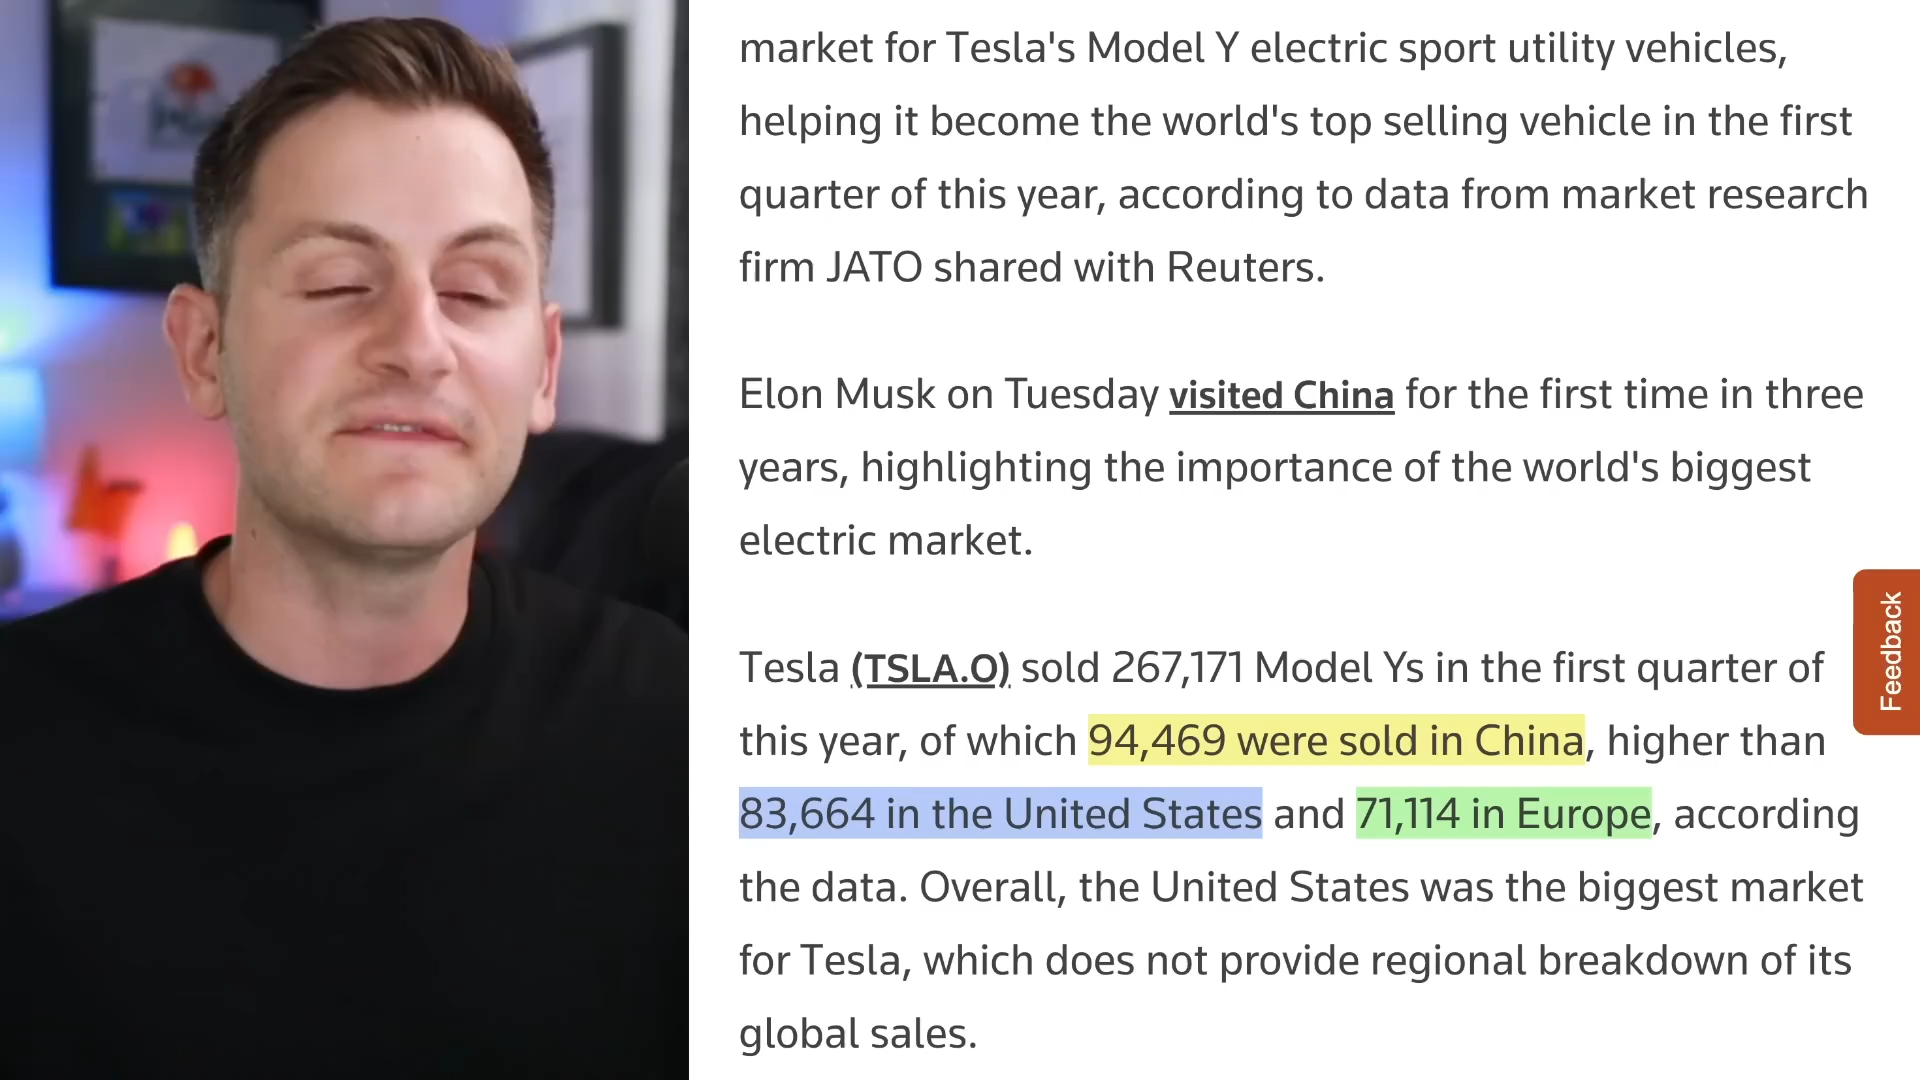 market for Tesla's Model Y electric sport utility vehicles,
helping it become the world's top selling vehicle in the first
quarter of this year, according to data from market research
firm JATO shared with Reuters.
Elon Musk on Tuesday visited China for the first time in three
years, highlighting the importance of the world's biggest
electric market.
Tesla (TSLA.O) sold 267,171 Model Ys in the first quarter of
this year, of which 94,469 were sold in China, higher than
83,664 in the United States and 71,114 in Europe, according
the data. Overall, the United States was the biggest market
for Tesla, which does not provide regional breakdown of its
global sales.
Feedback